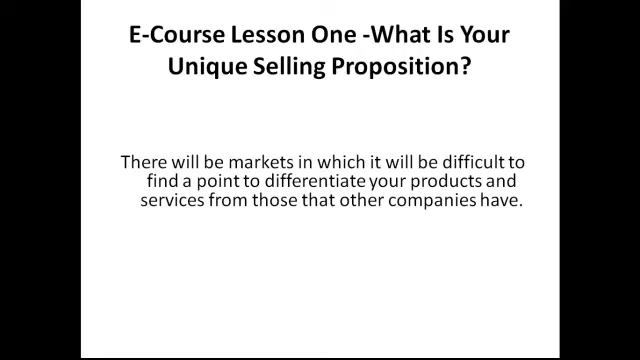 E-Course Lesson One -What Is Your
Unique Selling Proposition?
There will be markets in which it will be difficult to
find a point to differentiate your products and
services from those that other companies have.